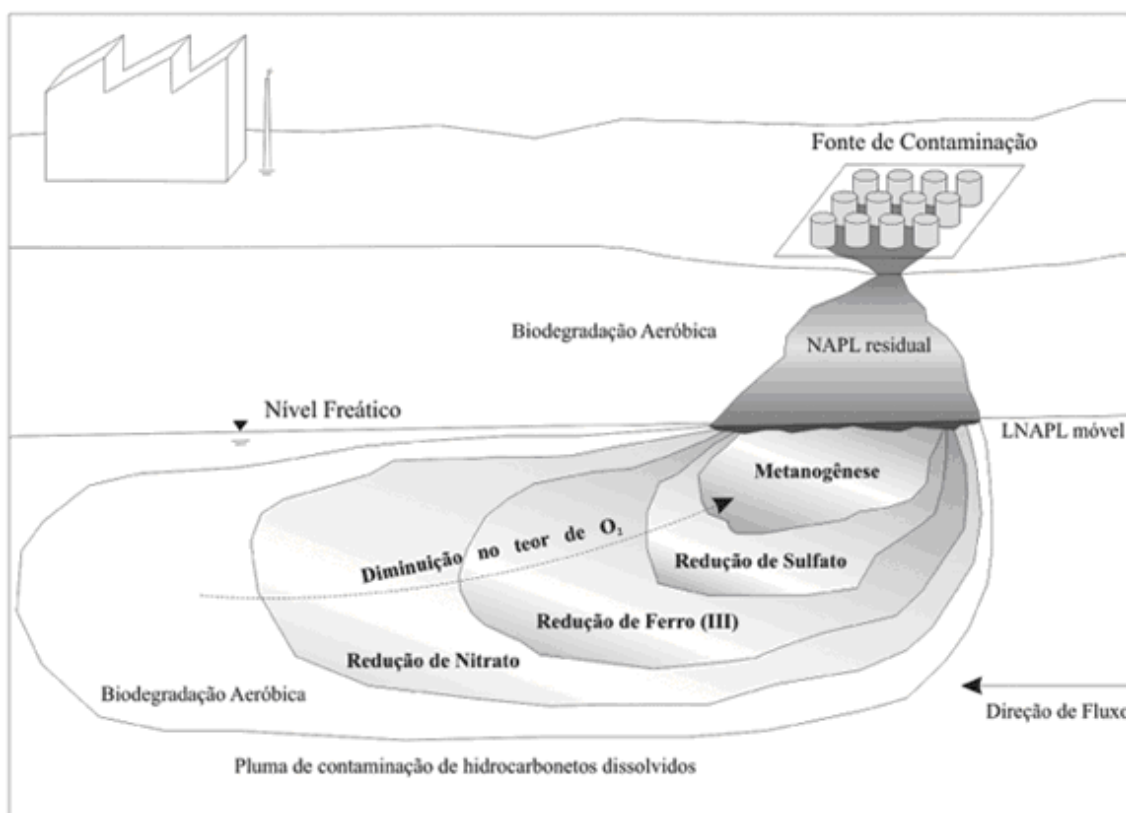 Fonte de Contaminação
Biodegradação Aeróbica
NAPL residual
Nível Freático
LNAPL móvel
Metanogênese
Diminuição no teor de O₂
Redução de Sulfato
Redução de Ferro (III)
Redução de Nitrato
Biodegradação Aeróbica
Direção de Fluxo
Pluma de contaminação de hidrocarbonetos dissolvidos